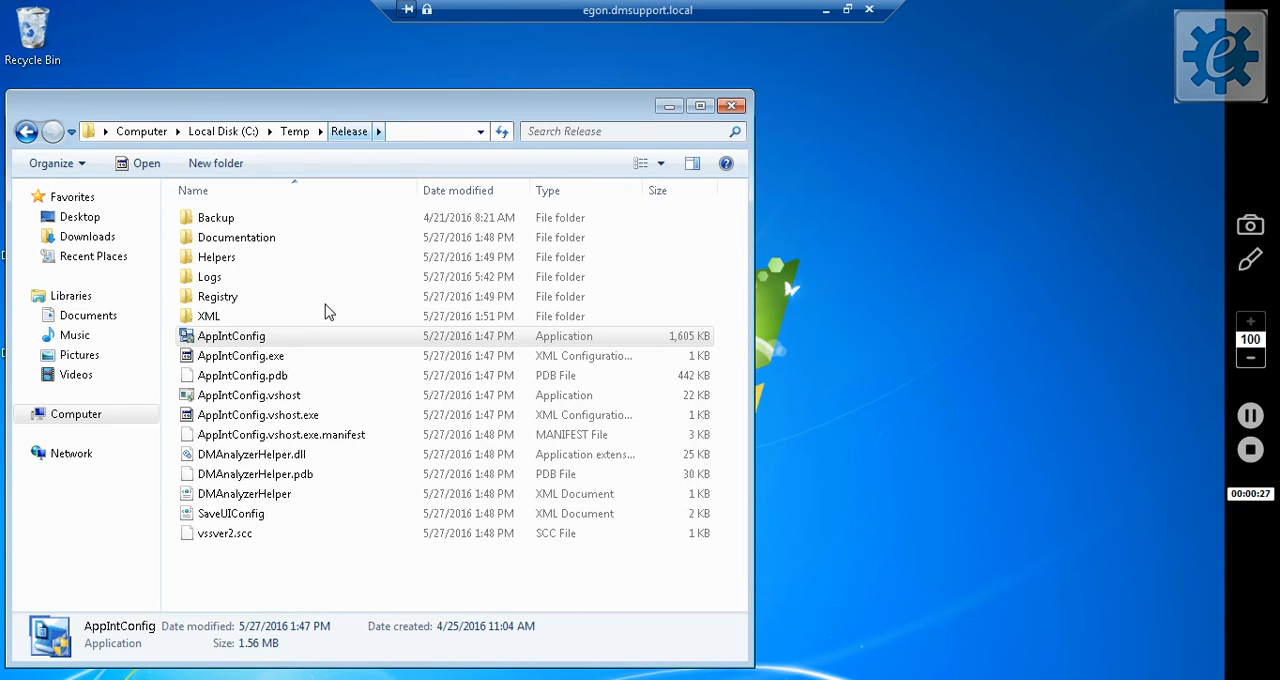 egon.dmsupport.local
Recycle Bin
e
Computer Local Disk (C:) Temp Release Search Release
Organize Open New folder
Name Date modified Type Size
Favorites
Desktop
Downloads
Recent Places
Libraries
Documents
Music
Pictures
Videos
Computer
Network
Backup 4/21/2016 8:21 AM File folder
Documentation 5/27/2016 1:48 PM File folder
Helpers 5/27/2016 1:49 PM File folder
Logs 5/27/2016 5:42 PM File folder
Registry 5/27/2016 1:49 PM File folder
XML 5/27/2016 1:51 PM File folder
AppIntConfig 5/27/2016 1:47 PM Application 1,605 KB
AppIntConfig.exe 5/27/2016 1:47 PM XML Configuratio... 1 KB
AppIntConfig.pdb 5/27/2016 1:47 PM PDB File 442 KB
AppIntConfig.vshost 5/27/2016 1:47 PM Application 22 KB
AppIntConfig.vshost.exe 5/27/2016 1:47 PM XML Configuratio... 1 KB
AppIntConfig.vshost.exe.manifest 5/27/2016 1:48 PM MANIFEST File 3 KB
DMAnalyzerHelper.dll 5/27/2016 1:48 PM Application extens... 25 KB
DMAnalyzerHelper.pdb 5/27/2016 1:48 PM PDB File 30 KB
DMAnalyzerHelper 5/27/2016 1:48 PM XML Document 1 KB
SaveUIConfig 5/27/2016 1:48 PM XML Document 2 KB
vssver2.scc 5/27/2016 1:48 PM SCC File 1 KB
AppIntConfig Date modified: 5/27/2016 1:47 PM Date created: 4/25/2016 11:04 AM
Application Size: 1.56 MB
100
00:00:27